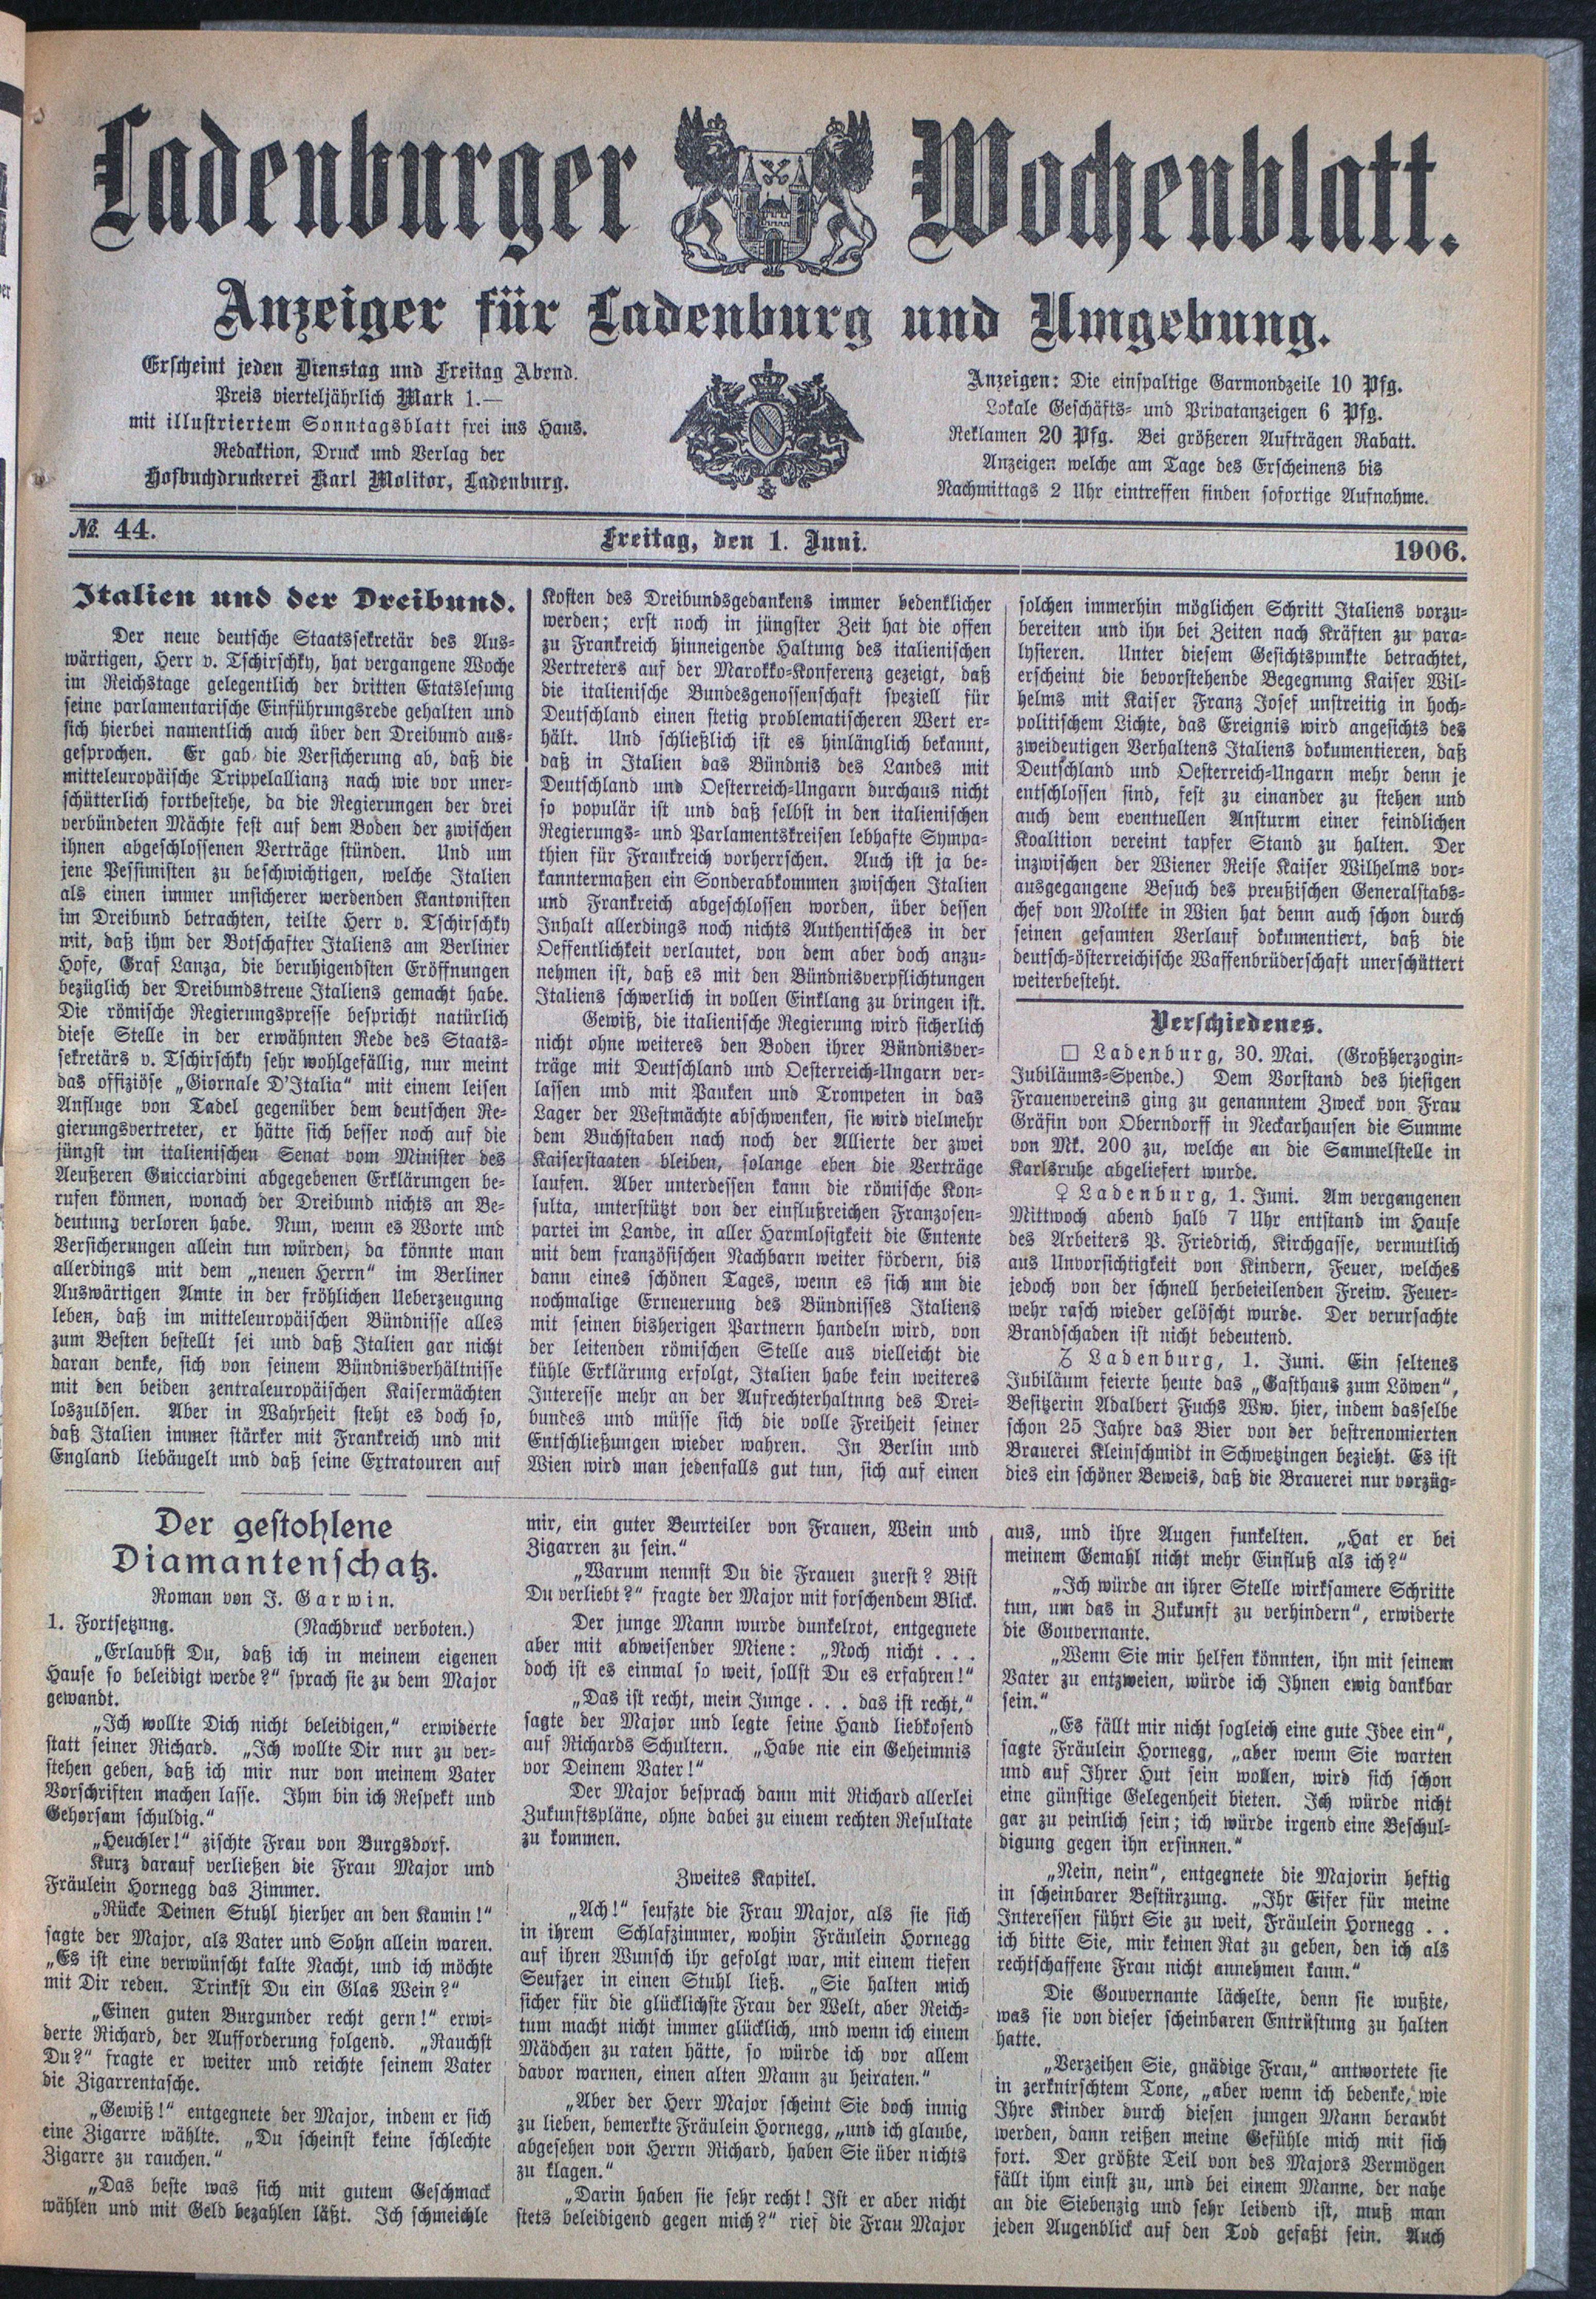 Ladenburger Wochenblatt.
Anzeiger für Ladenburg und Umgebung.
Erscheint jeden Dienstag und Freitag Abend.
Preis vierteljährlich Mark 1.—
mit illustriertem Sonntagsblatt frei ins Haus.
Redaktion, Druck und Verlag der
Hofbuchdruckerei Karl Molitor, Ladenburg.
Anzeigen: Die einspaltige Garmondzeile 10 Pfg.
Lokale Geschäfts- und Privatanzeigen 6 Pfg.
Reklamen 20 Pfg. Bei größeren Aufträgen Rabatt.
Anzeigen welche am Tage des Erscheinens bis
Nachmittags 2 Uhr eintreffen finden sofortige Aufnahme.
№ 44.
Freitag, den 1. Juni.
1906.
Italien und der Dreibund.
Der neue deutsche Staatssekretär des Aus-
wärtigen, Herr v. Tschirschky, hat vergangene Woche
im Reichstage gelegentlich der dritten Etatslesung
seine parlamentarische Einführungsrede gehalten und
sich hierbei namentlich auch über den Dreibund aus-
gesprochen. Er gab die Versicherung ab, daß die
mitteleuropäische Trippelallianz nach wie vor uner-
schütterlich fortbestehe, da die Regierungen der drei
verbündeten Mächte fest auf dem Boden der zwischen
ihnen abgeschlossenen Verträge stünden. Und um
jene Pessimisten zu beschwichtigen, welche Italien
als einen immer unsicherer werdenden Kantonisten
im Dreibund betrachten, teilte Herr v. Tschirschky
mit, daß ihm der Botschafter Italiens am Berliner
Hofe, Graf Lanza, die beruhigendsten Eröffnungen
bezüglich der Dreibundstreue Italiens gemacht habe.
Die römische Regierungspresse bespricht natürlich
diese Stelle in der erwähnten Rede des Staats-
sekretärs v. Tschirschky sehr wohlgefällig, nur meint
das offiziöse „Giornale D'Italia“ mit einem leisen
Anfluge von Tadel gegenüber dem deutschen Re-
gierungsvertreter, er hätte sich besser noch auf die
jüngst im italienischen Senat vom Minister des
Aeußeren Guicciardini abgegebenen Erklärungen be-
rufen können, wonach der Dreibund nichts an Be-
deutung verloren habe. Nun, wenn es Worte und
Versicherungen allein tun würden, da könnte man
allerdings mit dem „neuen Herrn“ im Berliner
Auswärtigen Amte in der fröhlichen Ueberzeugung
leben, daß im mitteleuropäischen Bündnisse alles
zum Besten bestellt sei und daß Italien gar nicht
daran denke, sich von seinem Bündnisverhältnisse
mit den beiden zentraleuropäischen Kaisermächten
loszulösen. Aber in Wahrheit steht es doch so,
daß Italien immer stärker mit Frankreich und mit
England liebäugelt und daß seine Extratouren auf
Kosten des Dreibundsgedankens immer bedenklicher
werden; erst noch in jüngster Zeit hat die offen
zu Frankreich hinneigende Haltung des italienischen
Vertreters auf der Marokko-Konferenz gezeigt, daß
die italienische Bundesgenossenschaft speziell für
Deutschland einen stetig problematischeren Wert er-
hält. Und schließlich ist es hinlänglich bekannt,
daß in Italien das Bündnis des Landes mit
Deutschland und Oesterreich-Ungarn durchaus nicht
so populär ist und daß selbst in den italienischen
Regierungs- und Parlamentskreisen lebhafte Sympa-
thien für Frankreich vorherrschen. Auch ist ja be-
kanntermaßen ein Sonderabkommen zwischen Italien
und Frankreich abgeschlossen worden, über dessen
Inhalt allerdings noch nichts Authentisches in der
Oeffentlichkeit verlautet, von dem aber doch anzu-
nehmen ist, daß es mit den Bündnisverpflichtungen
Italiens schwerlich in vollen Einklang zu bringen ist.
Gewiß, die italienische Regierung wird sicherlich
nicht ohne weiteres den Boden ihrer Bündnisver-
träge mit Deutschland und Oesterreich-Ungarn ver-
lassen und mit Pauken und Trompeten in das
Lager der Westmächte abschwenken, sie wird vielmehr
dem Buchstaben nach noch der Allierte der zwei
Kaiserstaaten bleiben, solange eben die Verträge
laufen. Aber unterdessen kann die römische Kon-
sulta, unterstützt von der einflußreichen Franzosen-
partei im Lande, in aller Harmlosigkeit die Entente
mit dem französischen Nachbarn weiter fördern, bis
dann eines schönen Tages, wenn es sich um die
nochmalige Erneuerung des Bündnisses Italiens
mit seinen bisherigen Partnern handeln wird, von
der leitenden römischen Stelle aus vielleicht die
kühle Erklärung erfolgt, Italien habe kein weiteres
Interesse mehr an der Aufrechterhaltnng des Drei-
bundes und müsse sich die volle Freiheit seiner
Entschließungen wieder wahren. In Berlin und
Wien wird man jedenfalls gut tun, sich auf einen
solchen immerhin möglichen Schritt Italiens vorzu-
bereiten und ihn bei Zeiten nach Kräften zu para-
lysieren. Unter diesem Gesichtspunkte betrachtet,
erscheint die bevorstehende Begegnung Kaiser Wil-
helms mit Kaiser Franz Josef unstreitig in hoch-
politischem Lichte, das Ereignis wird angesichts des
zweideutigen Verhaltens Italiens dokumentieren, daß
Deutschland und Oesterreich-Ungarn mehr denn je
entschlossen sind, fest zu einander zu stehen und
auch dem eventuellen Ansturm einer feindlichen
Koalition vereint tapfer Stand zu halten. Der
inzwischen der Wiener Reise Kaiser Wilhelms vor-
ausgegangene Besuch des preußischen Generalstabs-
chef von Moltke in Wien hat denn auch schon durch
seinen gesamten Verlauf dokumentiert, daß die
deutsch-österreichische Waffenbrüderschaft unerschüttert
weiterbesteht.
Verschiedenes.
□ Ladenburg, 30. Mai. (Großherzogin-
Jubiläums-Spende.) Dem Vorstand des hiesigen
Frauenvereins ging zu genanntem Zweck von Frau
Gräfin von Oberndorff in Neckarhausen die Summe
von Mk. 200 zu, welche an die Sammelstelle in
Karlsruhe abgeliefert wurde.
♀ Ladenburg, 1. Juni. Am vergangenen
Mittwoch abend halb 7 Uhr entstand im Hause
des Arbeiters P. Friedrich, Kirchgasse, vermutlich
aus Unvorsichtigkeit von Kindern, Feuer, welches
jedoch von der schnell herbeieilenden Freiw. Feuer-
wehr rasch wieder gelöscht wurde. Der verursachte
Brandschaden ist nicht bedeutend.
Ladenburg, 1. Juni. Ein seltenes
Jubiläum feierte heute das „Gasthaus zum Löwen“,
Besitzerin Adalbert Fuchs Ww. hier, indem dasselbe
schon 25 Jahre das Bier von der bestrenomierten
Brauerei Kleinschmidt in Schwetzingen bezieht. Es ist
dies ein schöner Beweis, daß die Brauerei nur vorzüg-
Der gestohlene
Diamantenschatz.
Roman von J. Garwin.
1. Fortsetznng. (Nachdruck verboten.)
„Erlaubst Du, daß ich in meinem eigenen
Hause so beleidigt werde?“ sprach sie zu dem Major
gewandt.
„Ich wollte Dich nicht beleidigen,“ erwiderte
statt seiner Richard. „Ich wollte Dir nur zu ver-
stehen geben, daß ich mir nur von meinem Vater
Vorschriften machen lasse. Ihm bin ich Respekt und
Gehorsam schuldig.“
„Heuchler!“ zischte Frau von Burgsdorf.
Kurz darauf verließen die Frau Major und
Fräulein Hornegg das Zimmer.
„Rücke Deinen Stuhl hierher an den Kamin!“
sagte der Major, als Vater und Sohn allein waren.
„Es ist eine verwünscht kalte Nacht, und ich möchte
mit Dir reden. Trinkst Du ein Glas Wein?“
„Einen guten Burgunder recht gern!“ erwi-
derte Richard, der Aufforderung folgend. „Rauchst
Du?“ fragte er weiter und reichte seinem Vater
die Zigarrentasche.
„Gewiß!“ entgegnete der Major, indem er sich
eine Zigarre wählte. „Du scheinst keine schlechte
Zigarre zu rauchen.“
„Das beste was sich mit gutem Geschmack
wählen und mit Geld bezahlen läßt. Ich schmeichle
mir, ein guter Beurteiler von Frauen, Wein und
Zigarren zu sein.“
„Warum nennst Du die Frauen zuerst? Bist
Du verliebt?“ fragte der Major mit forschendem Blick.
Der junge Mann wurde dunkelrot, entgegnete
aber mit abweisender Miene: „Noch nicht . . .
doch ist es einmal so weit, sollst Du es erfahren!“
„Das ist recht, mein Junge . . . das ist recht,“
sagte der Major und legte seine Hand liebkosend
auf Richards Schultern. „Habe nie ein Geheimnis
vor Deinem Vater!“
Der Major besprach dann mit Richard allerlei
Zukunftspläne, ohne dabei zu einem rechten Resultate
zu kommen.
Zweites Kapitel.
„Ach!“ seufzte die Frau Major, als sie sich
in ihrem Schlafzimmer, wohin Fräulein Hornegg
auf ihren Wunsch ihr gefolgt war, mit einem tiefen
Seufzer in einen Stuhl ließ. „Sie halten mich
sicher für die glücklichste Frau der Welt, aber Reich-
tum macht nicht immer glücklich, und wenn ich einem
Mädchen zu raten hätte, so würde ich vor allem
davor warnen, einen alten Mann zu heiraten.“
„Aber der Herr Major scheint Sie doch innig
zu lieben, bemerkte Fräulein Hornegg, „und ich glaube,
abgesehen von Herrn Richard, haben Sie über nichts
zu klagen.“
„Darin haben sie sehr recht! Ist er aber nicht
stets beleidigend gegen mich?“ rief die Frau Major
aus, und ihre Augen funkelten. „Hat er bei
meinem Gemahl nicht mehr Einfluß als ich?“
„Ich würde an ihrer Stelle wirksamere Schritte
tun, um das in Zukunft zu verhindern“, erwiderte
die Gouvernante.
„Wenn Sie mir helfen könnten, ihn mit seinem
Vater zu entzweien, würde ich Ihnen ewig dankbar
sein.“
„Es fällt mir nicht sogleich eine gute Idee ein“,
sagte Fräulein Hornegg, „aber wenn Sie warten
und auf Ihrer Hut sein wollen, wird sich schon
eine günstige Gelegenheit bieten. Ich würde nicht
gar zu peinlich sein; ich würde irgend eine Beschul-
digung gegen ihn ersinnen.“
„Nein, nein“, entgegnete die Majorin heftig
in scheinbarer Bestürzung. „Ihr Eifer für meine
Interessen führt Sie zu weit, Fräulein Hornegg . .
ich bitte Sie, mir keinen Rat zu geben, den ich als
rechtschaffene Frau nicht annehmen kann.“
Die Gouvernante lächelte, denn sie wußte,
was sie von dieser scheinbaren Entrüstung zu halten
hatte.
„Verzeihen Sie, gnädige Frau,“ antwortete sie
in zerknirschtem Tone, „aber wenn ich bedenke, wie
Ihre Kinder durch diesen jungen Mann beraubt
werden, dann reißen meine Gefühle mich mit sich
fort. Der größte Teil von des Majors Vermögen
fällt ihm einst zu, und bei einem Manne, der nahe
an die Siebenzig und sehr leidend ist, muß man
jeden Augenblick auf den Tod gefaßt sein. Auch